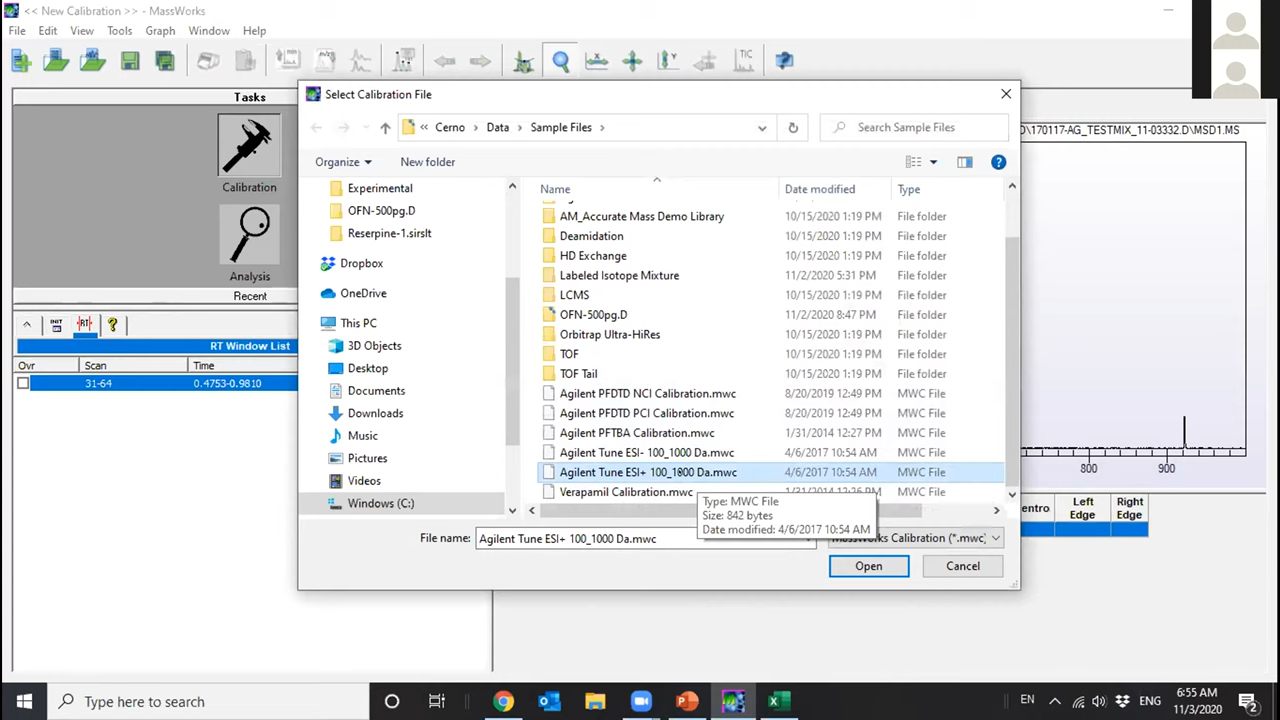 << New Calibration >> - MassWorks
File Edit View Tools Graph Window Help
TIC
Tasks
Calibration
Analysis
Recent
INIT
RT
RT Window List
Ovr Scan Time
31-64 0.4753-0.9810
Select Calibration File
« Cerno › Data › Sample Files ›
Search Sample Files
Organize New folder
Experimental
OFN-500pg.D
Reserpine-1.sirslt
Dropbox
OneDrive
This PC
3D Objects
Desktop
Documents
Downloads
Music
Pictures
Videos
Windows (C:)
Name Date modified Type
AM_Accurate Mass Demo Library 10/15/2020 1:19 PM File folder
Deamidation 10/15/2020 1:19 PM File folder
HD Exchange 10/15/2020 1:19 PM File folder
Labeled Isotope Mixture 11/2/2020 5:31 PM File folder
LCMS 10/15/2020 1:19 PM File folder
OFN-500pg.D 11/2/2020 8:47 PM File folder
Orbitrap Ultra-HiRes 10/15/2020 1:19 PM File folder
TOF 10/15/2020 1:19 PM File folder
TOF Tail 10/15/2020 1:19 PM File folder
Agilent PFDTD NCI Calibration.mwc 8/20/2019 12:49 PM MWC File
Agilent PFDTD PCI Calibration.mwc 8/20/2019 12:49 PM MWC File
Agilent PFTBA Calibration.mwc 1/31/2014 12:27 PM MWC File
Agilent Tune ESI- 100_1000 Da.mwc 4/6/2017 10:54 AM MWC File
Agilent Tune ESI+ 100_1000 Da.mwc 4/6/2017 10:54 AM MWC File
Verapamil Calibration.mwc 1/31/2014 12:26 PM MWC File
Type: MWC File
Size: 842 bytes
Date modified: 4/6/2017 10:54 AM
File name: Agilent Tune ESI+ 100_1000 Da.mwc
MassWorks Calibration (*.mwc)
Open Cancel
D\170117-AG_TESTMIX_11-03332.D\MSD1.MS
800 900
Left Edge Right Edge
Type here to search
EN ENG
6:55 AM
11/3/2020
2